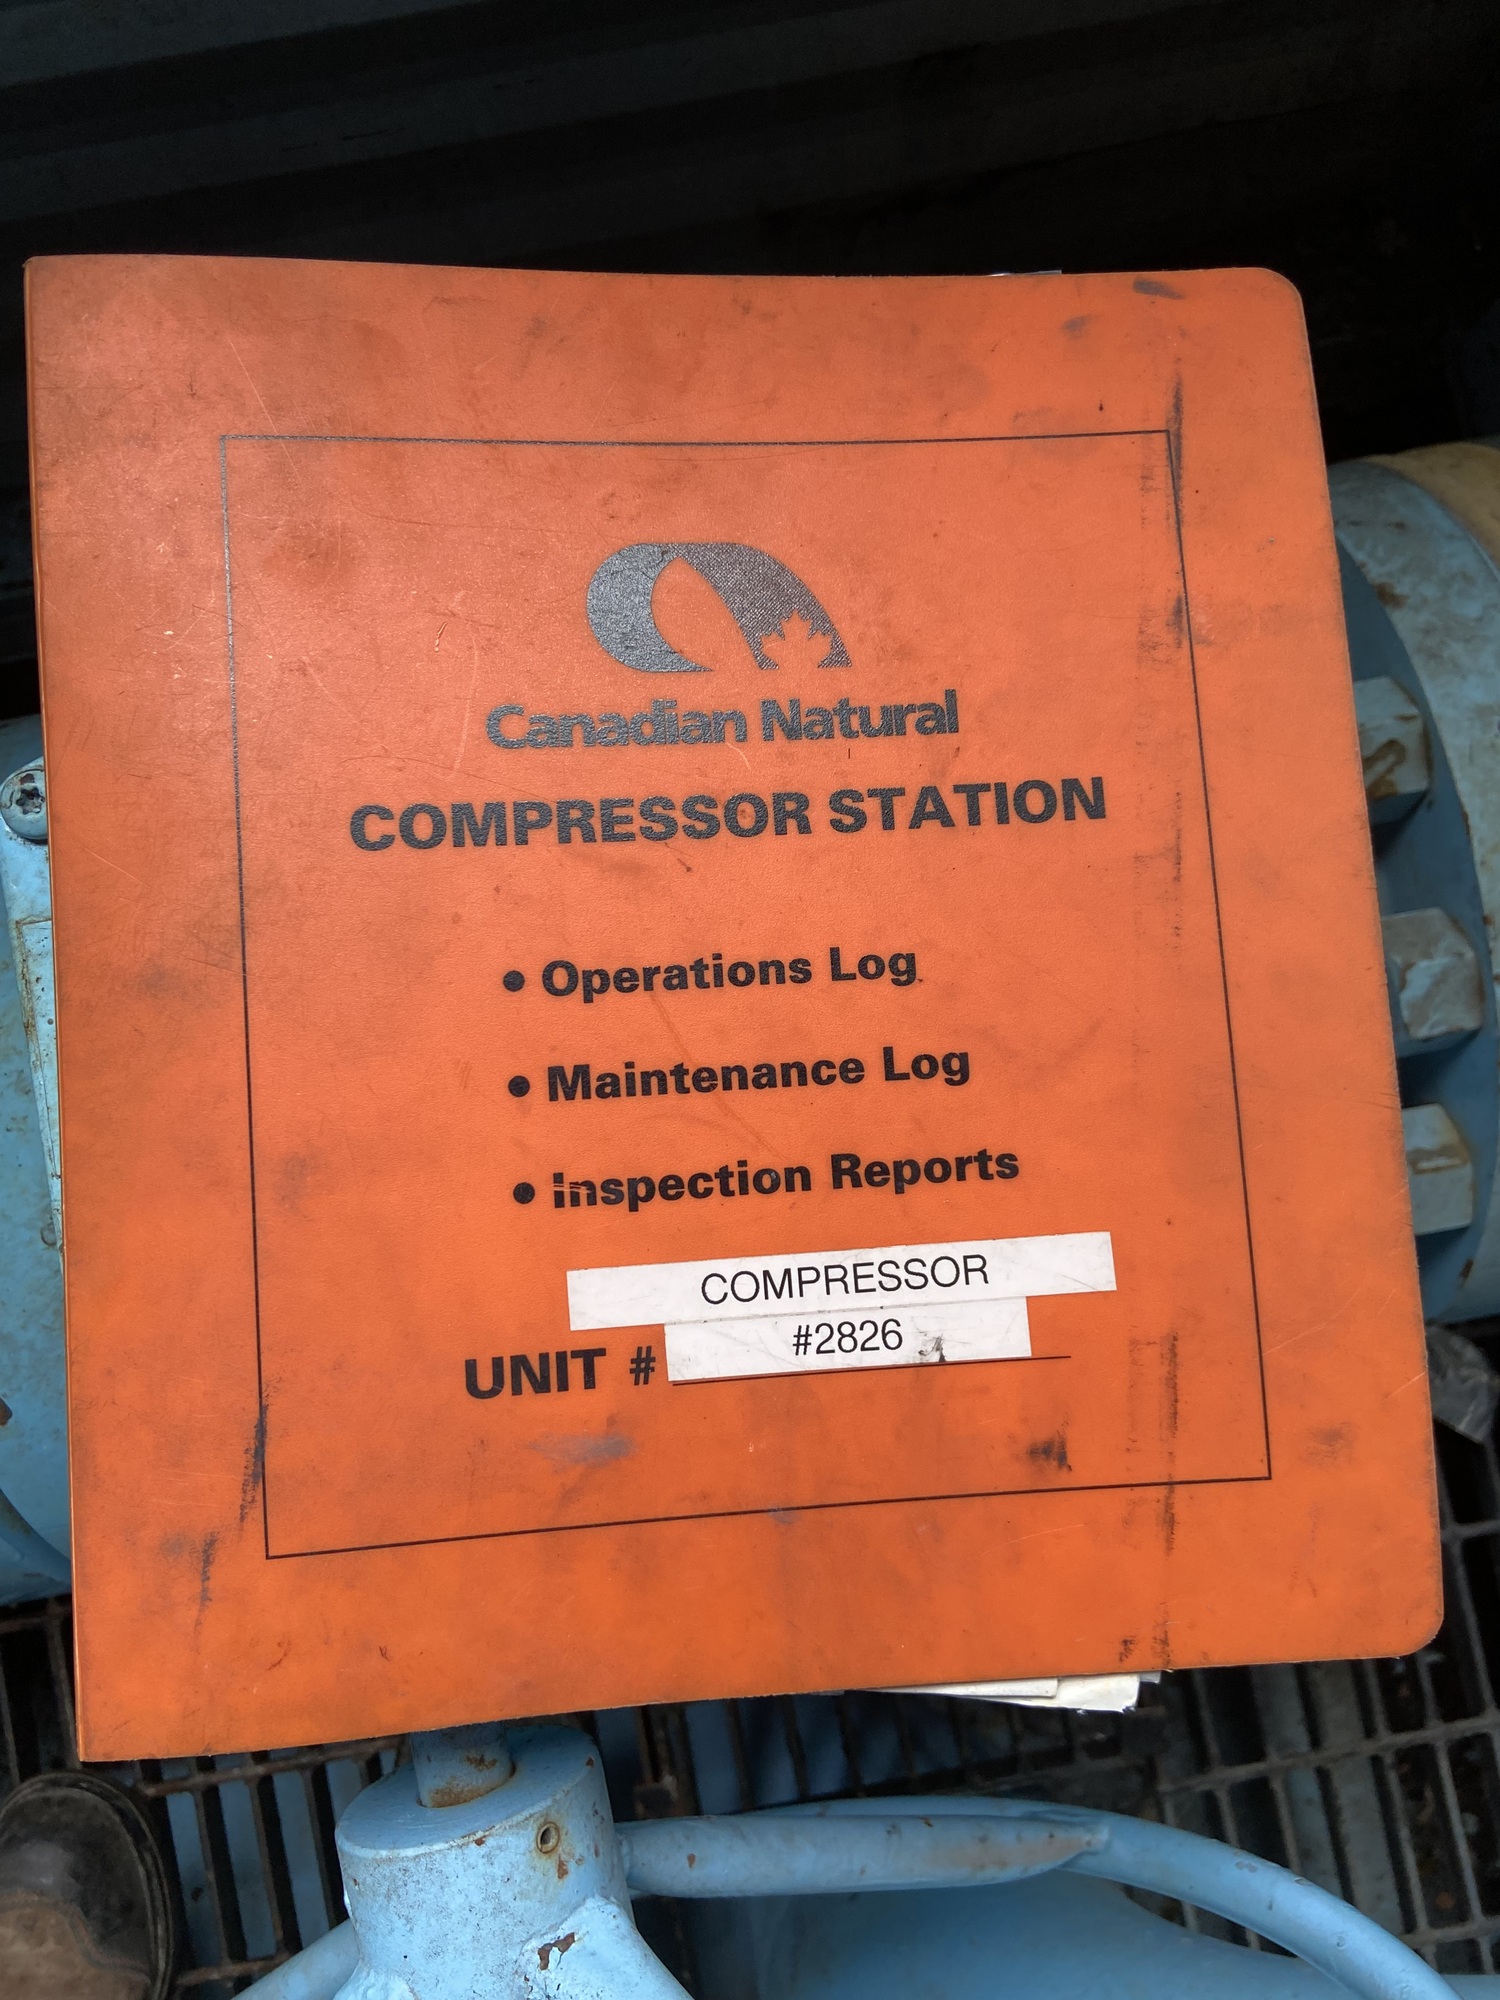 Canadian Natural
COMPRESSOR STATION
• Operations Log
• Maintenance Log
• Inspection Reports
COMPRESSOR
UNIT # #2826